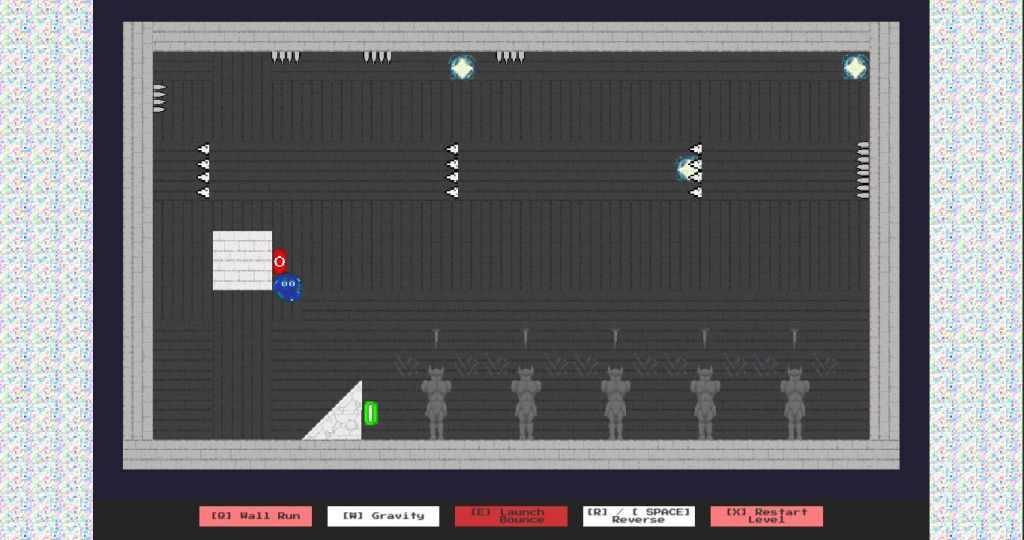 O
I
[Q] Wall Run
[W] Gravity
[E] Launch
Bounce
[R] / [ SPACE]
Reverse
[X] Restart
Level